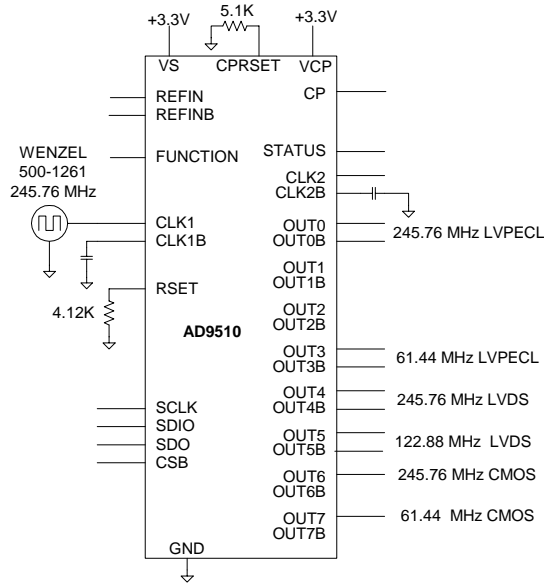 5.1K
+3.3V
+3.3V
VS
CPRSET
VCP
REFIN
REFINB
FUNCTION
WENZEL
500-1261
245.76 MHz
CLK1
CLK1B
RSET
4.12K
AD9510
SCLK
SDIO
SDO
CSB
GND
CP
STATUS
CLK2
CLK2B
OUT0
OUT0B
245.76 MHz LVPECL
OUT1
OUT1B
OUT2
OUT2B
OUT3
OUT3B
61.44 MHz LVPECL
OUT4
OUT4B
245.76 MHz LVDS
OUT5
OUT5B
122.88 MHz LVDS
OUT6
OUT6B
245.76 MHz CMOS
OUT7
OUT7B
61.44 MHz CMOS